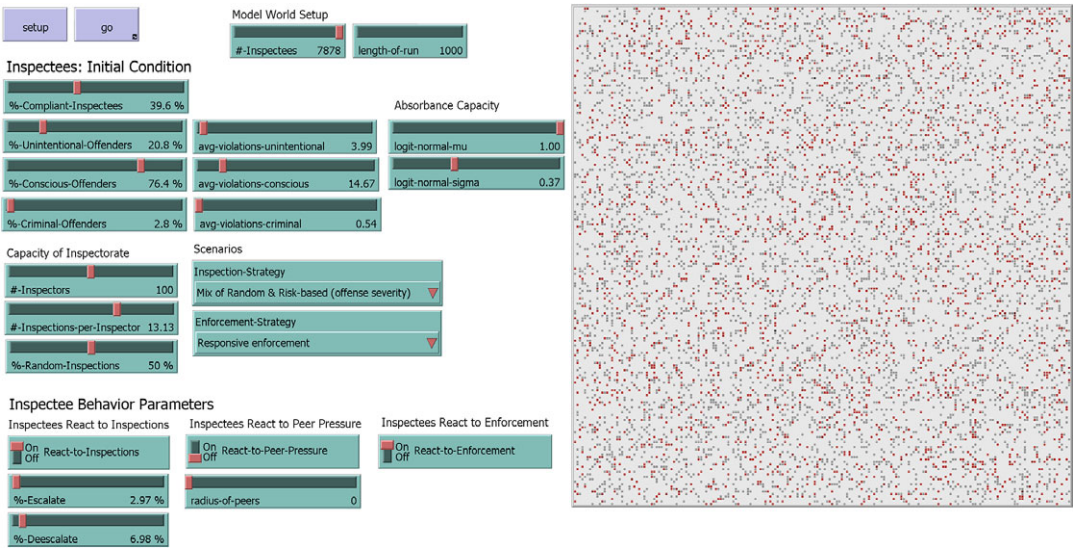 setup
go
Model World Setup
#-Inspectees 7878
length-of-run 1000
Inspectees: Initial Condition
%-Compliant-Inspectees 39.6 %
%-Unintentional-Offenders 20.8 %
%-Conscious-Offenders 76.4 %
%-Criminal-Offenders 2.8 %
avg-violations-unintentional 3.99
avg-violations-conscious 14.67
avg-violations-criminal 0.54
Absorbance Capacity
logit-normal-mu 1.00
logit-normal-sigma 0.37
Capacity of Inspectorate
#-Inspectors 100
#-Inspections-per-Inspector 13.13
%-Random-Inspections 50 %
Scenarios
Inspection-Strategy
Mix of Random & Risk-based (offense severity)
Enforcement-Strategy
Responsive enforcement
Inspectee Behavior Parameters
Inspectees React to Inspections
On
Off
React-to-Inspections
%-Escalate 2.97 %
%-Deescalate 6.98 %
Inspectees React to Peer Pressure
On
Off
React-to-Peer-Pressure
radius-of-peers 0
Inspectees React to Enforcement
On
Off
React-to-Enforcement